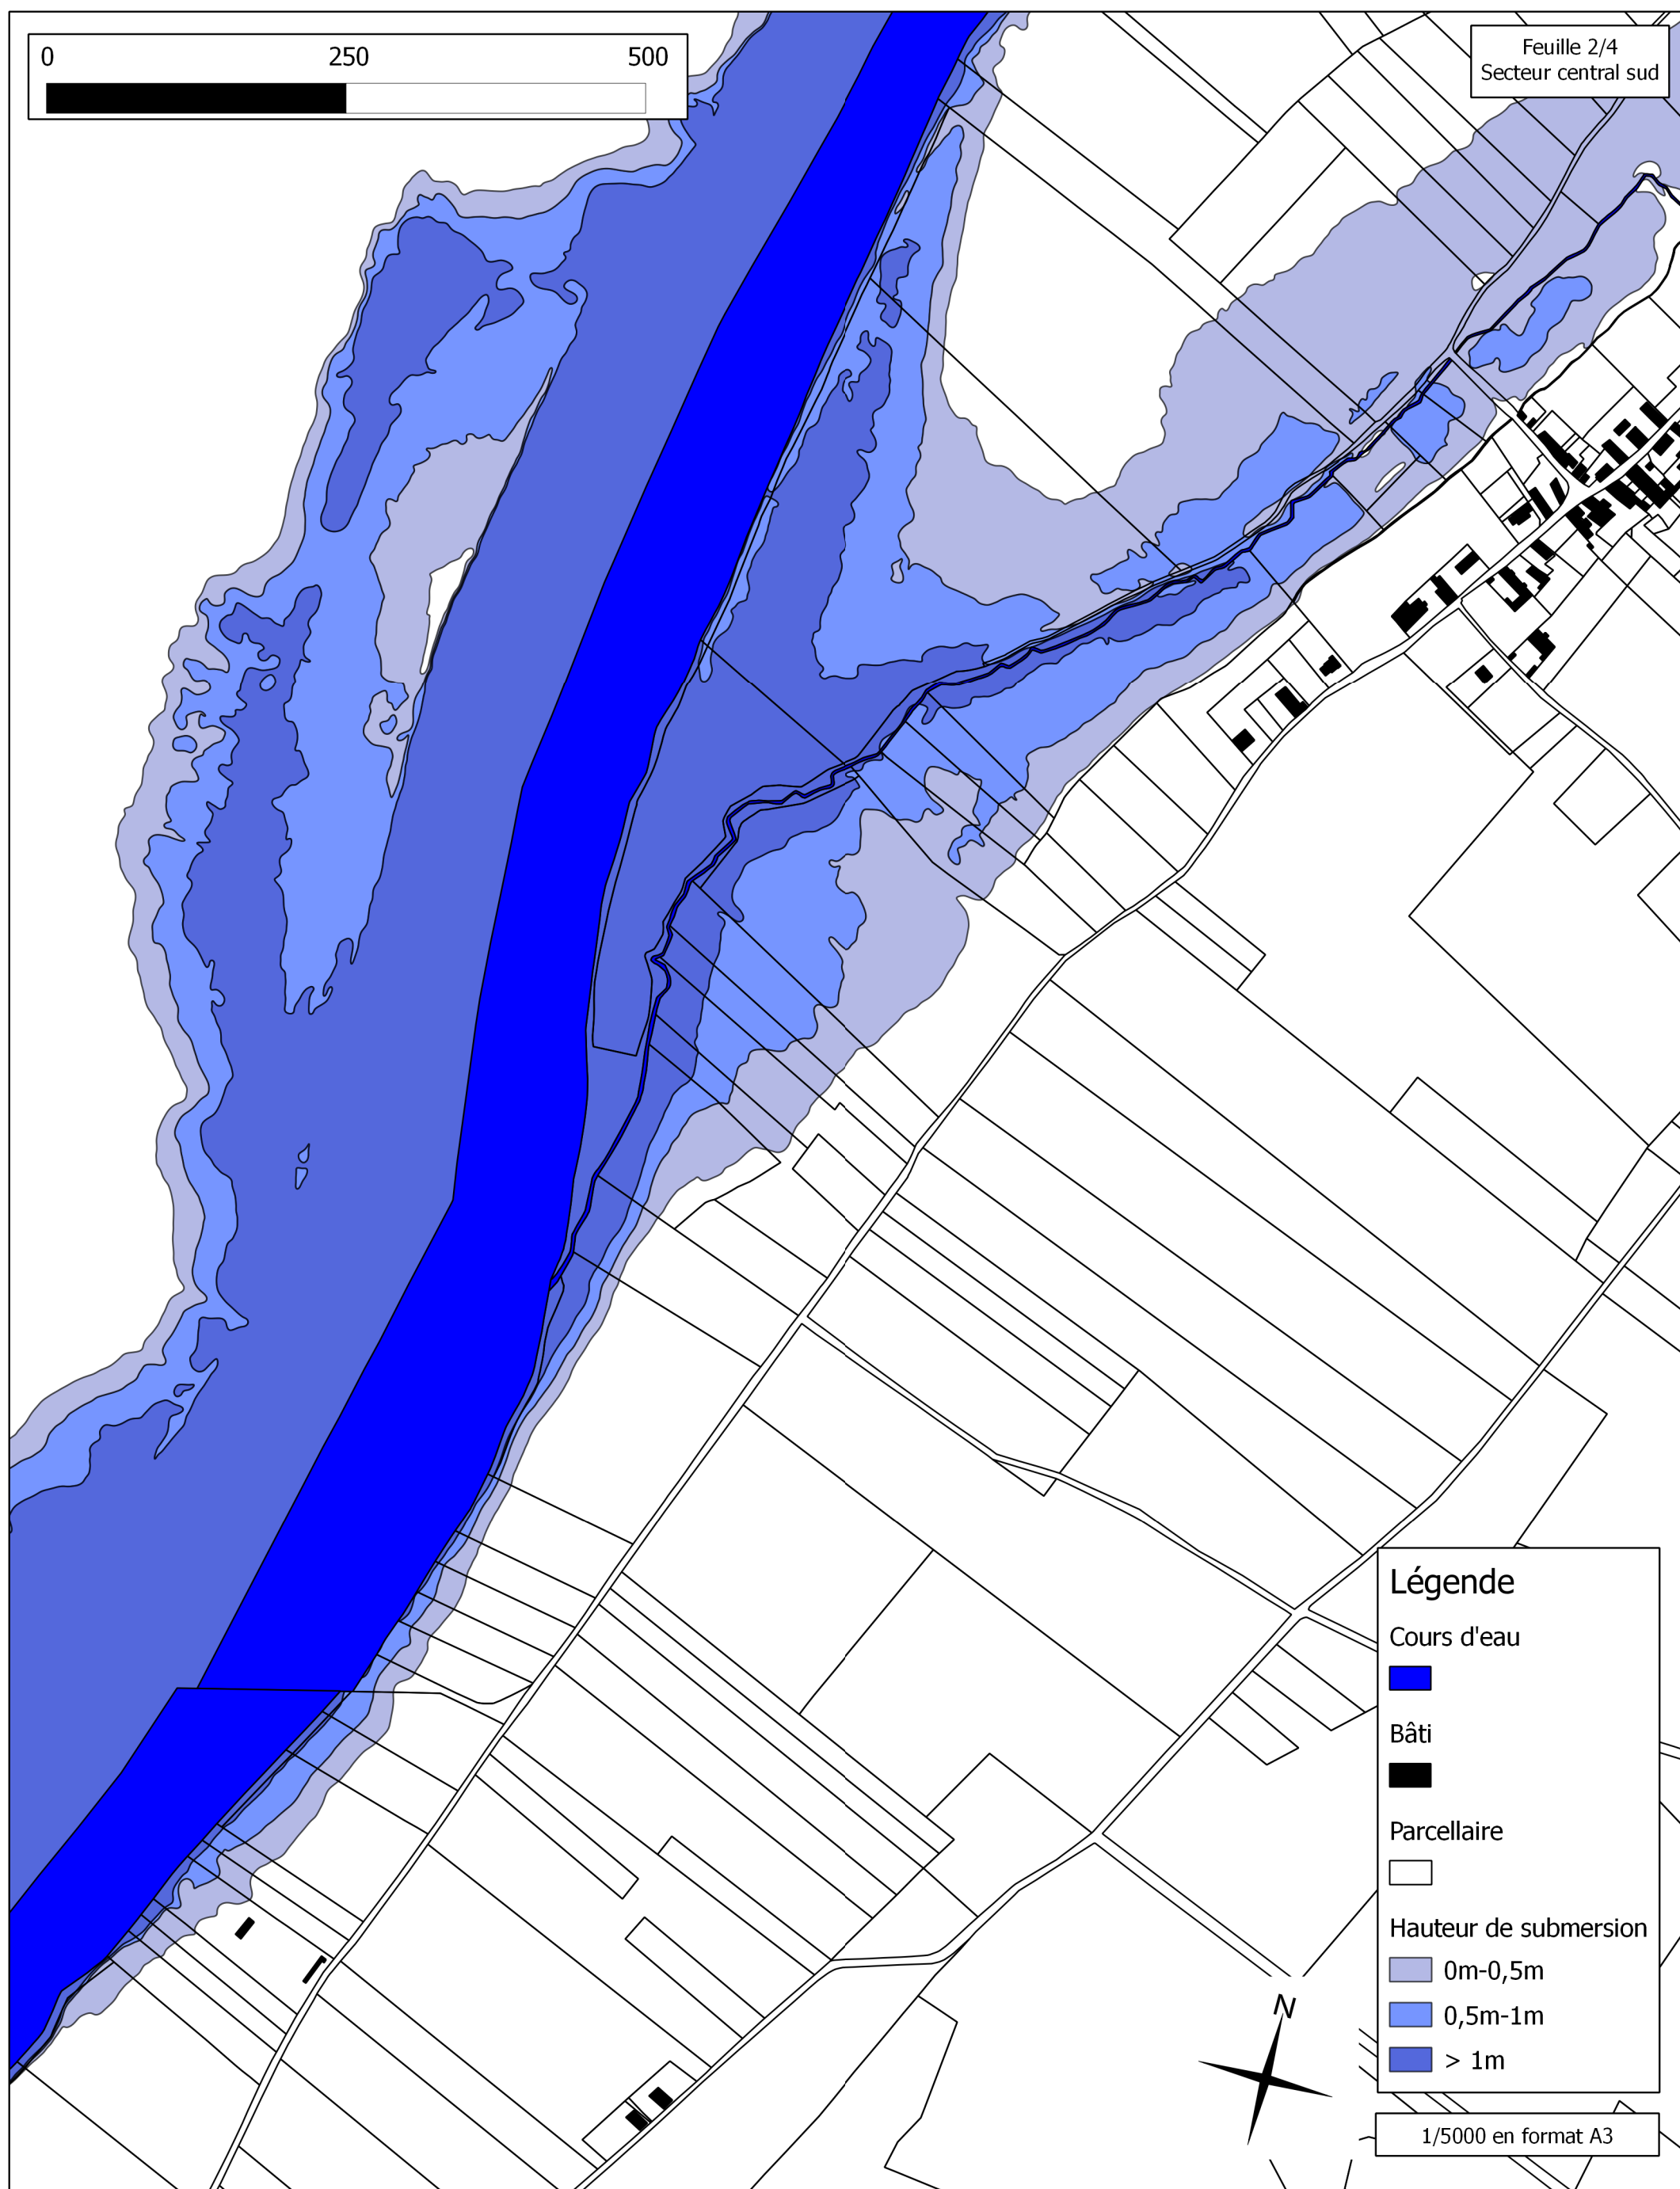 0 250 500
Feuille 2/4
Secteur central sud
Légende
Cours d'eau
Bâti
Parcellaire
Hauteur de submersion
0m-0,5m
0,5m-1m
> 1m
N
1/5000 en format A3